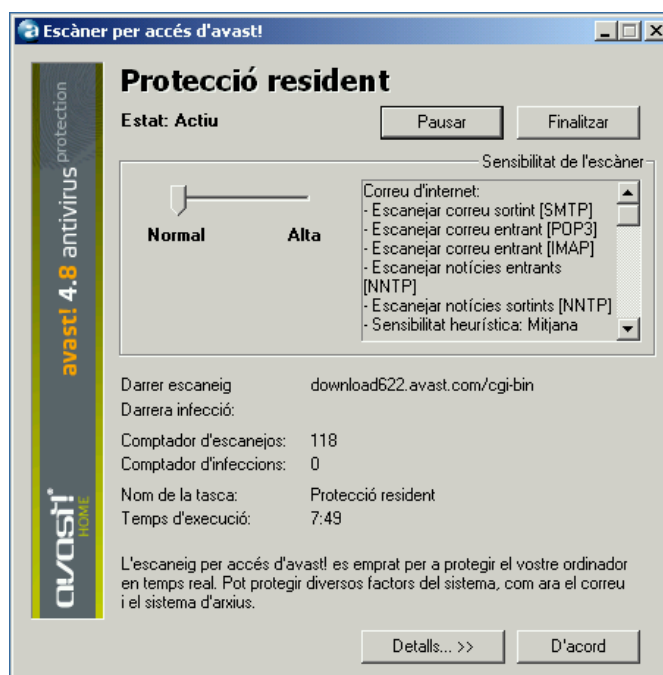 Escàner per accés d'avast!
avast! 4.8 antivirus protection
avast! HOME
Protecció resident
Estat: Actiu
Pausar
Finalitzar
Sensibilitat de l'escàner
Normal
Alta
Correu d'internet:
- Escanejar correu sortint [SMTP]
- Escanejar correu entrant [POP3]
- Escanejar correu entrant [IMAP]
- Escanejar notícies entrants
[NNTP]
- Escanejar notícies sortints [NNTP]
- Sensibilitat heurística: Mitjana
Darrer escaneig download622.avast.com/cgi-bin
Darrera infecció:
Comptador d'escanejos: 118
Comptador d'infeccions: 0
Nom de la tasca: Protecció resident
Temps d'execució: 7:49
L'escaneig per accés d'avast! es emprat per a protegir el vostre ordinador
en temps real. Pot protegir diversos factors del sistema, com ara el correu
i el sistema d'arxius.
Detalls... >>
D'acord